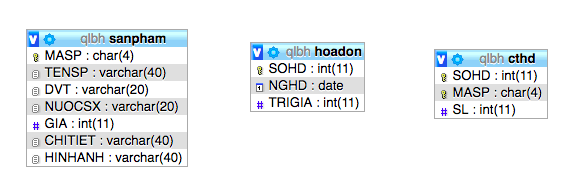 qlbh sanpham
MASP : char(4)
TENSP : varchar(40)
DVT : varchar(20)
NUOCSX : varchar(20)
# GIA : int(11)
CHITIET : varchar(40)
HINHANH : varchar(40)
qlbh hoadon
SOHD : int(11)
NGHD : date
# TRIGIA : int(11)
qlbh cthd
SOHD : int(11)
MASP : char(4)
# SL : int(11)